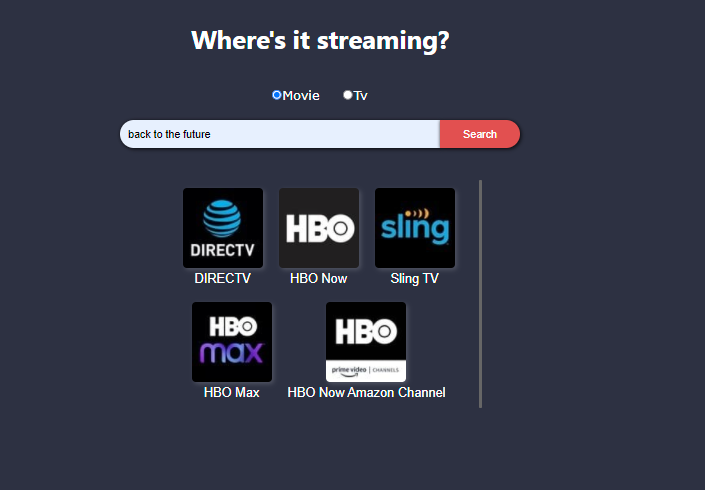 Where's it streaming?
Movie Tv
back to the future Search
DIRECTV HBO sling
DIRECTV HBO Now Sling TV
HBO max HBO
prime video | CHANNELS
HBO Max HBO Now Amazon Channel